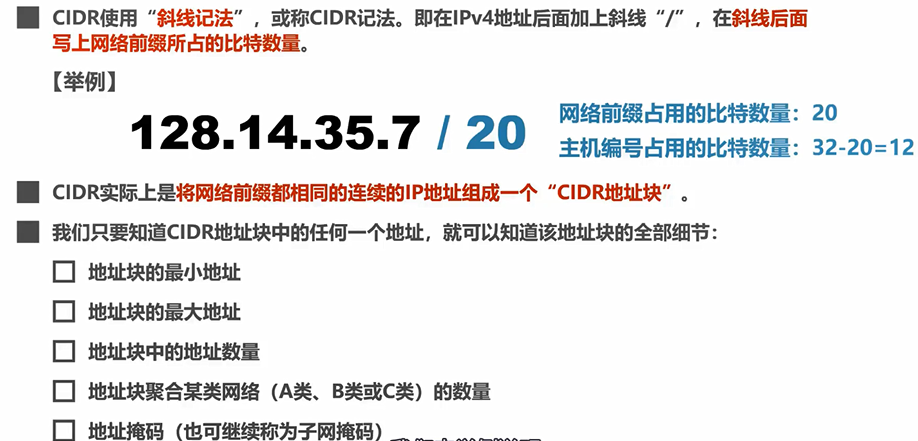 CIDR使用“斜线记法”，或称CIDR记法。即在IPv4地址后面加上斜线“/”，在斜线后面
写上网络前缀所占的比特数量。
【举例】
128.14.35.7 / 20
网络前缀占用的比特数量：20
主机编号占用的比特数量：32-20=12
CIDR实际上是将网络前缀都相同的连续的IP地址组成一个“CIDR地址块”。
我们只要知道CIDR地址块中的任何一个地址，就可以知道该地址块的全部细节：
地址块的最小地址
地址块的最大地址
地址块中的地址数量
地址块聚合某类网络（A类、B类或C类）的数量
地址掩码（也可继续称为子网掩码）